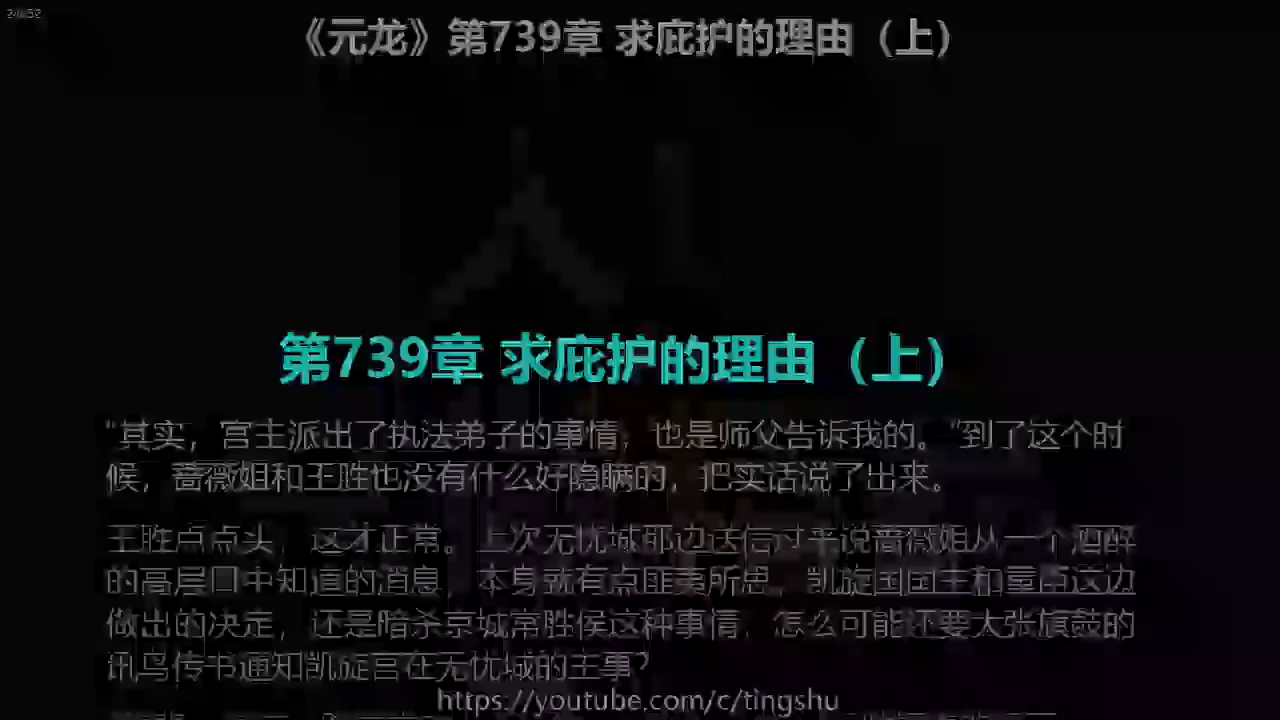 《元龙》第739章 求庇护的理由（上）
第739章 求庇护的理由（上）
“其实，宫主派出了执法弟子的事情，也是师父告诉我的。”到了这个时
候，蔷薇姐和王胜也没有什么好隐瞒的，把实话说了出来。
王胜点点头，这才正常。上次无忧城那边送信过来说蔷薇姐从一个酒醉
的高层口中知道的消息，本身就有点匪夷所思。凯旋国国王和重点这边
做出的决定，还是暗杀京城常胜侯这种事情，怎么可能还要大张旗鼓的
讯鸟传书通知凯旋宫在无忧城的主事？
https://youtube.com/c/tingshu